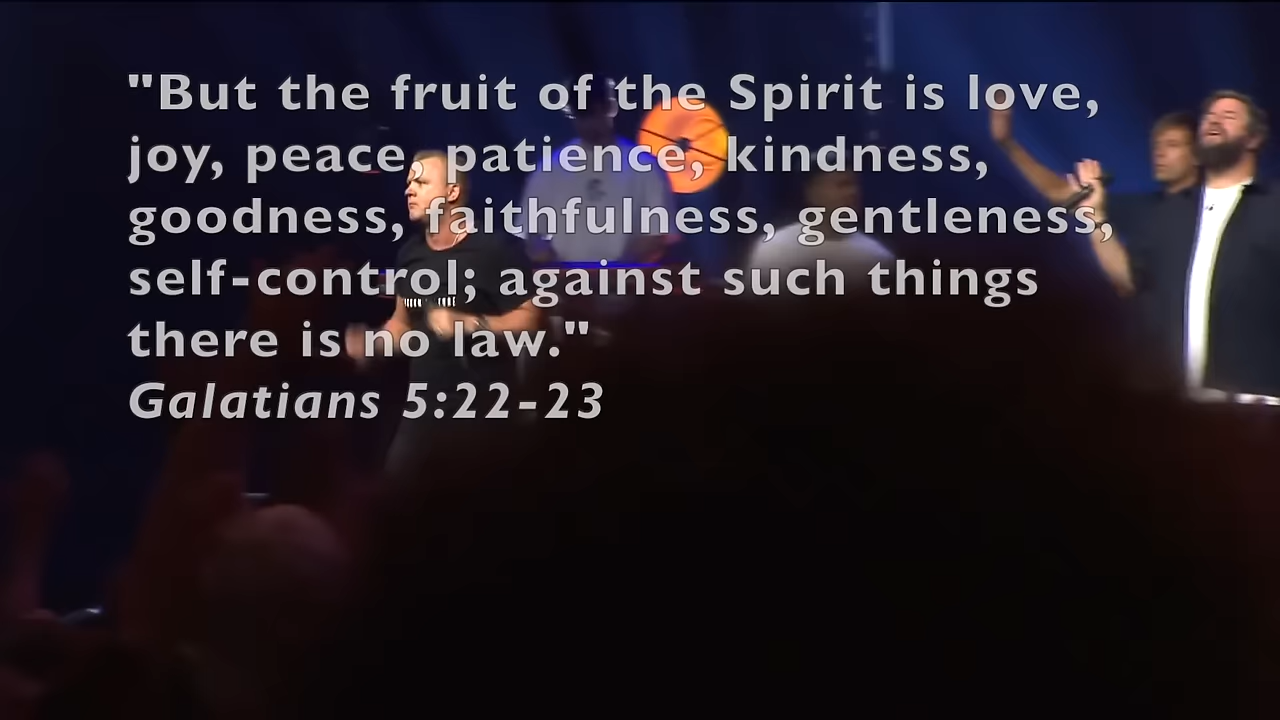 "But the fruit of the Spirit is love,
joy, peace, patience, kindness,
goodness, faithfulness, gentleness,
self-control; against such things
there is no law."
Galatians 5:22-23